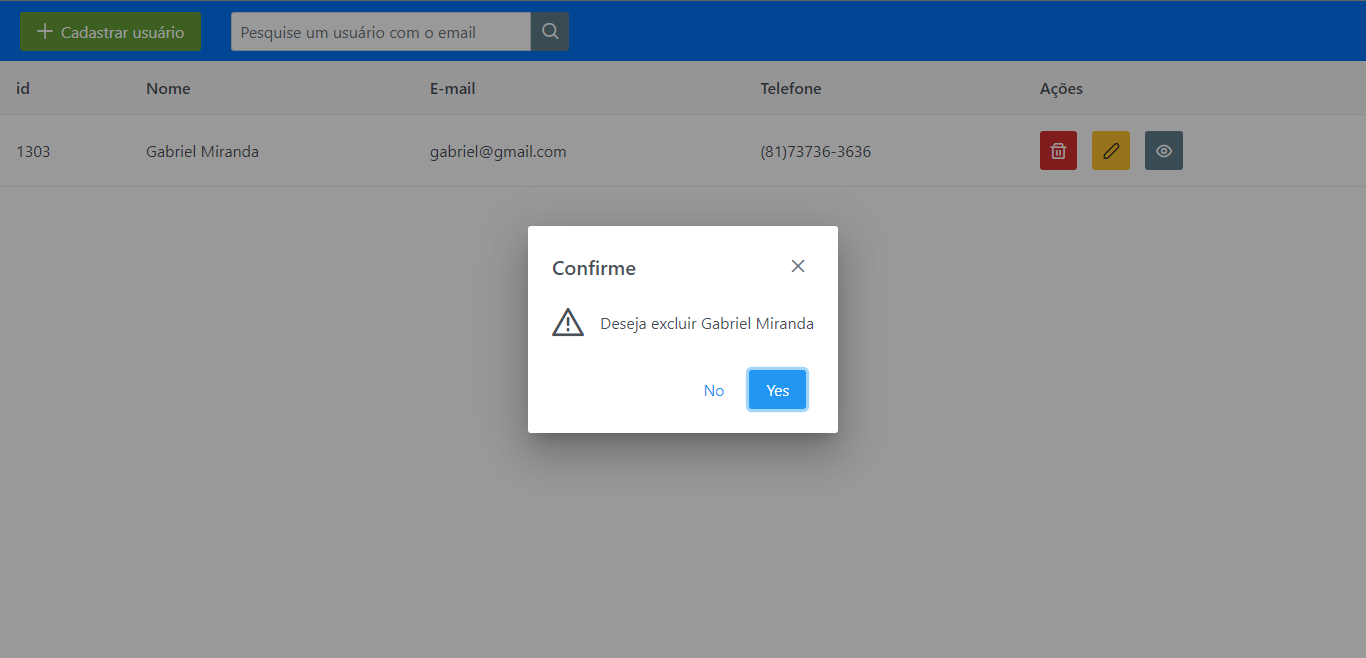 Cadastrar usuário
Pesquise um usuário com o email
id Nome E-mail Telefone Ações
1303 Gabriel Miranda gabriel@gmail.com (81)73736-3636
Confirme
Deseja excluir Gabriel Miranda
No Yes